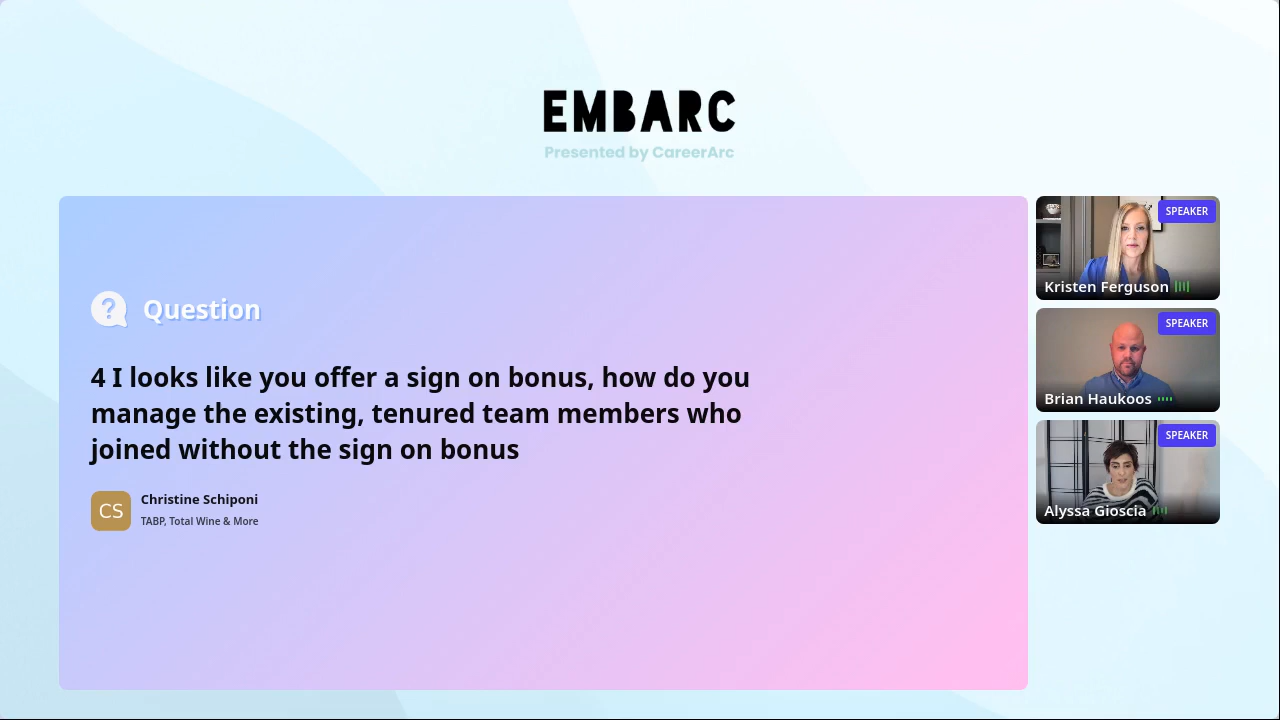 EMBARC
Presented by CareerArc
Question
4 I looks like you offer a sign on bonus, how do you
manage the existing, tenured team members who
joined without the sign on bonus
CS
Christine Schiponi
TABP, Total Wine & More
SPEAKER
Kristen Ferguson
SPEAKER
Brian Haukoos
SPEAKER
Alyssa Gioscia